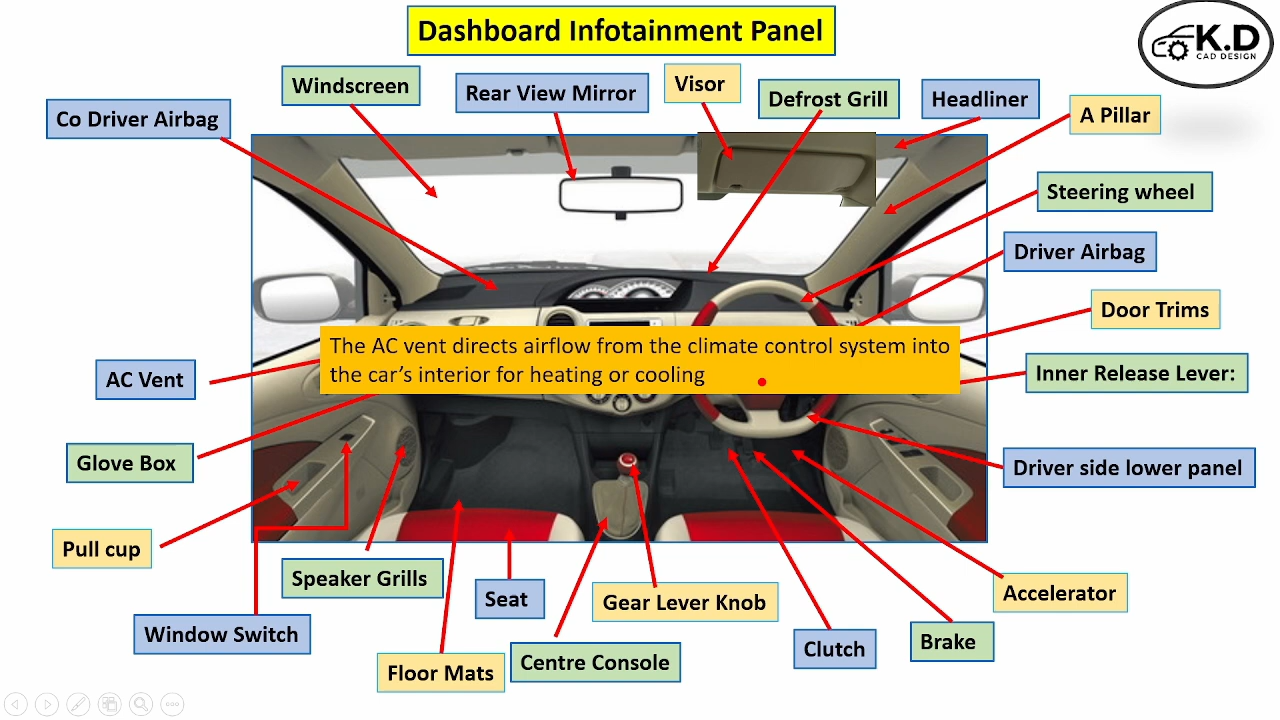 Dashboard Infotainment Panel
K.D
CAD DESIGN
Windscreen
Rear View Mirror
Visor
Defrost Grill
Headliner
Co Driver Airbag
A Pillar
Steering wheel
Driver Airbag
Door Trims
The AC vent directs airflow from the climate control system into
the car’s interior for heating or cooling
AC Vent
Inner Release Lever:
Glove Box
Driver side lower panel
Pull cup
Speaker Grills
Seat
Gear Lever Knob
Accelerator
Window Switch
Clutch
Brake
Floor Mats
Centre Console